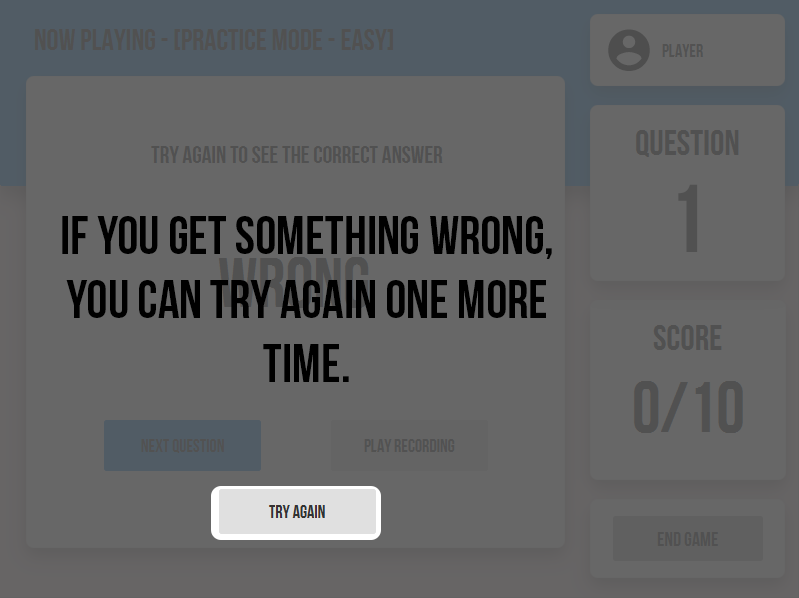 NOW PLAYING - [PRACTICE MODE - EASY]
PLAYER
TRY AGAIN TO SEE THE CORRECT ANSWER
QUESTION
1
IF YOU GET SOMETHING WRONG,
WRONG
YOU CAN TRY AGAIN ONE MORE
TIME.
SCORE
0/10
NEXT QUESTION
PLAY RECORDING
TRY AGAIN
END GAME